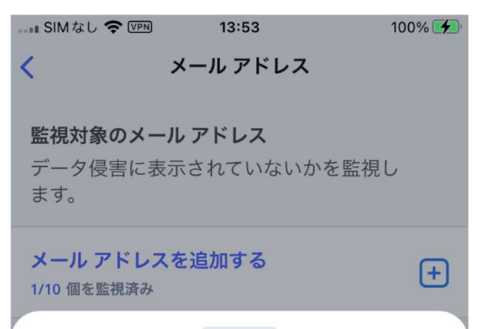 SIMなし VPN 13:53 100%
メール アドレス
監視対象のメール アドレス
データ侵害に表示されていないかを監視し
ます。
メール アドレスを追加する
1/10 個を監視済み